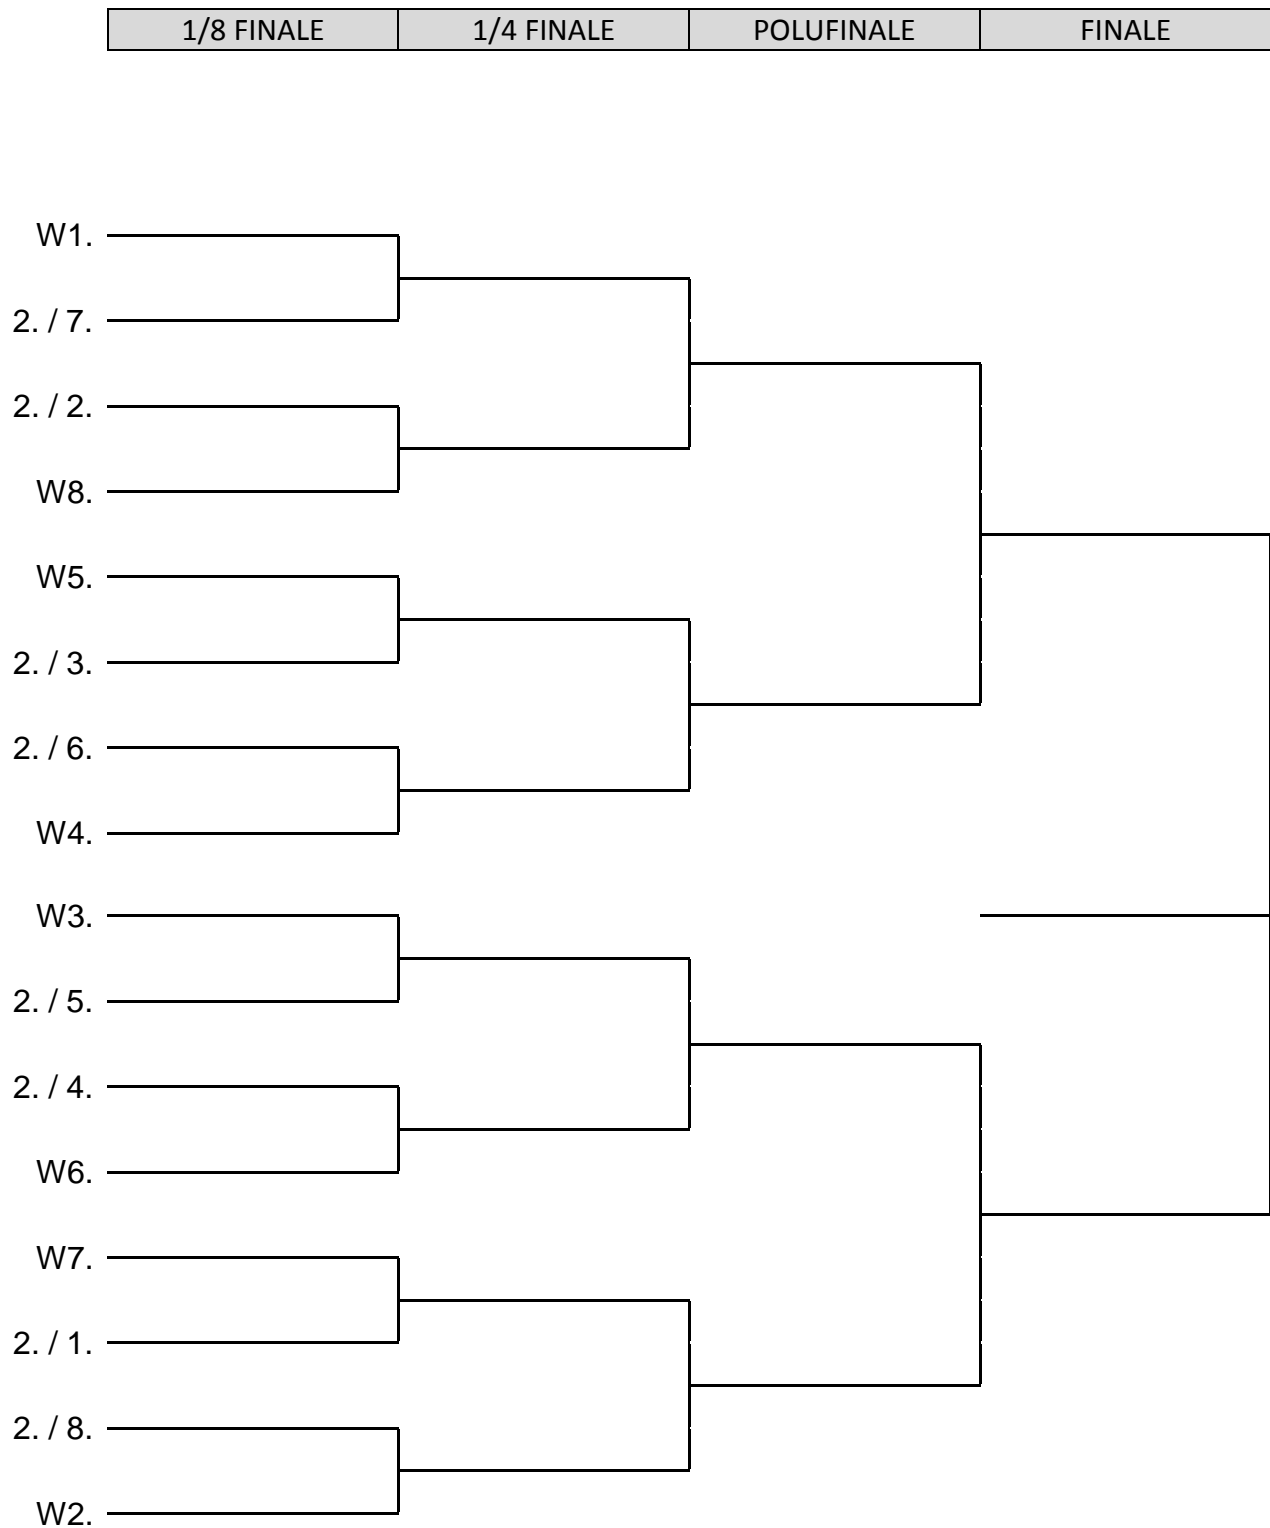 1/8 FINALE 1/4 FINALE POLUFINALE FINALE
W1.
2. / 7.
2. / 2.
W8.
W5.
2. / 3.
2. / 6.
W4.
W3.
2. / 5.
2. / 4.
W6.
W7.
2. / 1.
2. / 8.
W2.